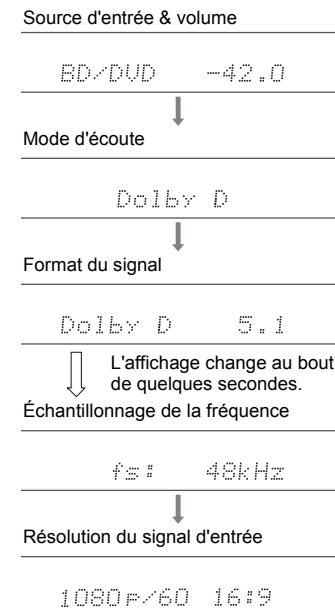 Source d'entrée & volume
BD/DVD -42.0
Mode d'écoute
Dolby D
Format du signal
Dolby D 5.1
L'affichage change au bout
de quelques secondes.
Échantillonnage de la fréquence
fs: 48kHz
Résolution du signal d'entrée
1080p/60 16:9